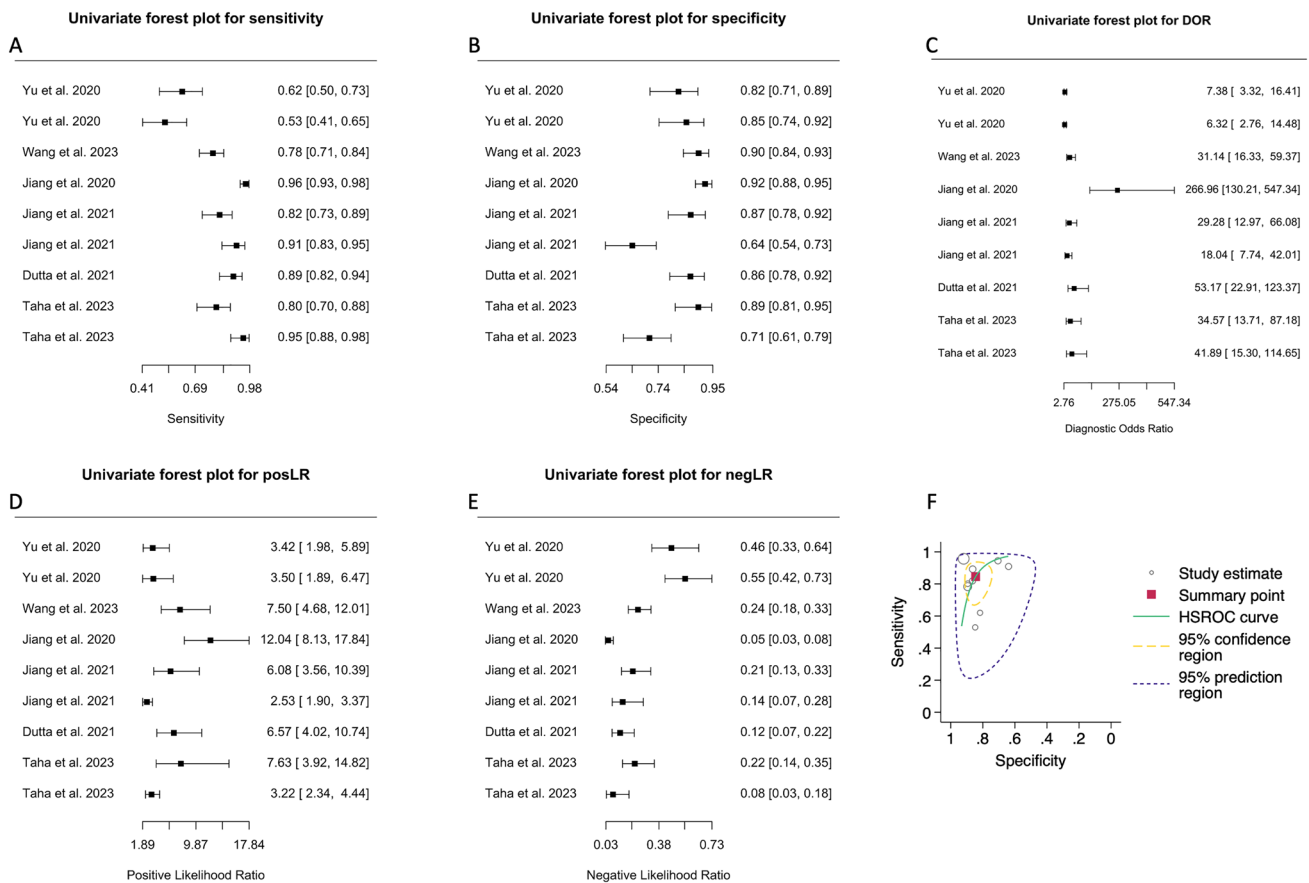 Univariate forest plot for sensitivity
A
Yu et al. 2020 0.62 [0.50, 0.73]
Yu et al. 2020 0.53 [0.41, 0.65]
Wang et al. 2023 0.78 [0.71, 0.84]
Jiang et al. 2020 0.96 [0.93, 0.98]
Jiang et al. 2021 0.82 [0.73, 0.89]
Jiang et al. 2021 0.91 [0.83, 0.95]
Dutta et al. 2021 0.89 [0.82, 0.94]
Taha et al. 2023 0.80 [0.70, 0.88]
Taha et al. 2023 0.95 [0.88, 0.98]
0.41 0.69 0.98
Sensitivity
Univariate forest plot for specificity
B
Yu et al. 2020 0.82 [0.71, 0.89]
Yu et al. 2020 0.85 [0.74, 0.92]
Wang et al. 2023 0.90 [0.84, 0.93]
Jiang et al. 2020 0.92 [0.88, 0.95]
Jiang et al. 2021 0.87 [0.78, 0.92]
Jiang et al. 2021 0.64 [0.54, 0.73]
Dutta et al. 2021 0.86 [0.78, 0.92]
Taha et al. 2023 0.89 [0.81, 0.95]
Taha et al. 2023 0.71 [0.61, 0.79]
0.54 0.74 0.95
Specificity
Univariate forest plot for DOR
C
Yu et al. 2020 7.38 [ 3.32, 16.41]
Yu et al. 2020 6.32 [ 2.76, 14.48]
Wang et al. 2023 31.14 [ 16.33, 59.37]
Jiang et al. 2020 266.96 [130.21, 547.34]
Jiang et al. 2021 29.28 [ 12.97, 66.08]
Jiang et al. 2021 18.04 [ 7.74, 42.01]
Dutta et al. 2021 53.17 [ 22.91, 123.37]
Taha et al. 2023 34.57 [ 13.71, 87.18]
Taha et al. 2023 41.89 [ 15.30, 114.65]
2.76 275.05 547.34
Diagnostic Odds Ratio
Univariate forest plot for posLR
D
Yu et al. 2020 3.42 [ 1.98, 5.89]
Yu et al. 2020 3.50 [ 1.89, 6.47]
Wang et al. 2023 7.50 [ 4.68, 12.01]
Jiang et al. 2020 12.04 [ 8.13, 17.84]
Jiang et al. 2021 6.08 [ 3.56, 10.39]
Jiang et al. 2021 2.53 [ 1.90, 3.37]
Dutta et al. 2021 6.57 [ 4.02, 10.74]
Taha et al. 2023 7.63 [ 3.92, 14.82]
Taha et al. 2023 3.22 [ 2.34, 4.44]
1.89 9.87 17.84
Positive Likelihood Ratio
Univariate forest plot for negLR
E
Yu et al. 2020 0.46 [0.33, 0.64]
Yu et al. 2020 0.55 [0.42, 0.73]
Wang et al. 2023 0.24 [0.18, 0.33]
Jiang et al. 2020 0.05 [0.03, 0.08]
Jiang et al. 2021 0.21 [0.13, 0.33]
Jiang et al. 2021 0.14 [0.07, 0.28]
Dutta et al. 2021 0.12 [0.07, 0.22]
Taha et al. 2023 0.22 [0.14, 0.35]
Taha et al. 2023 0.08 [0.03, 0.18]
0.03 0.38 0.73
Negative Likelihood Ratio
F
Sensitivity
1
.8
.6
.4
.2
0
1 .8 .6 .4 .2 0
Specificity
Study estimate
Summary point
HSROC curve
95% confidence
region
95% prediction
region